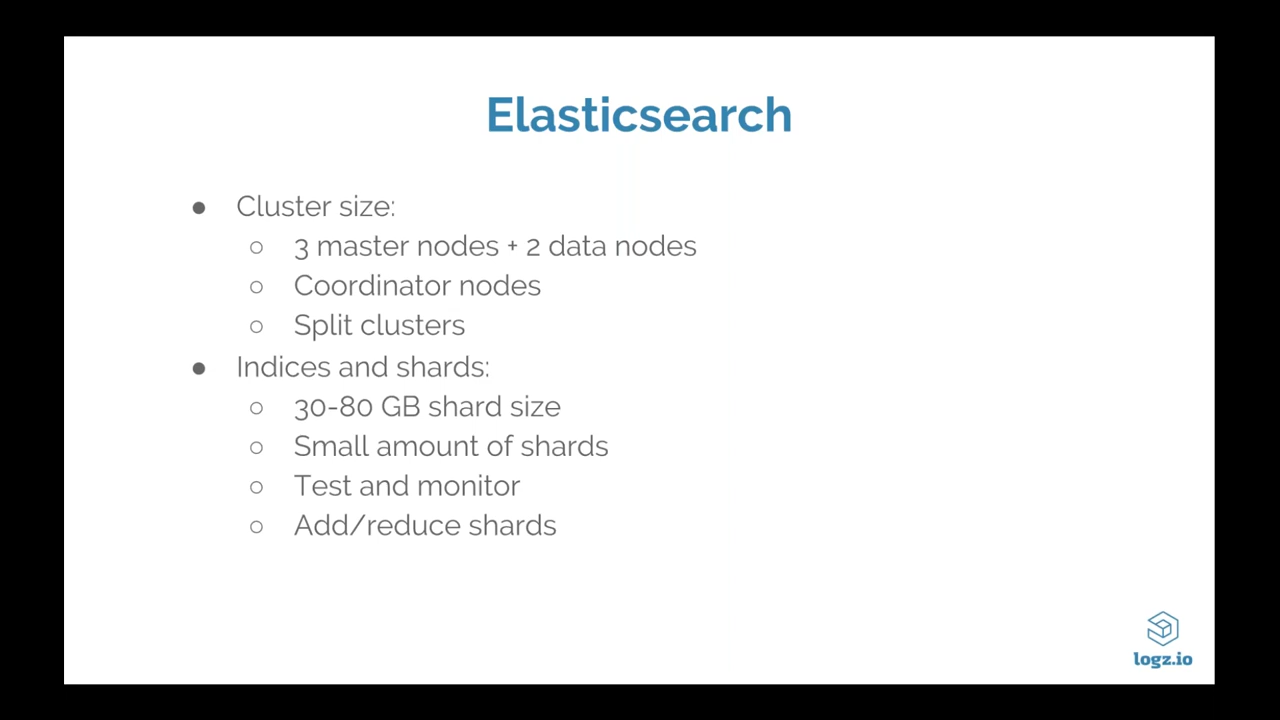 Elasticsearch
● Cluster size:
○ 3 master nodes + 2 data nodes
○ Coordinator nodes
○ Split clusters
● Indices and shards:
○ 30-80 GB shard size
○ Small amount of shards
○ Test and monitor
○ Add/reduce shards
logz.io